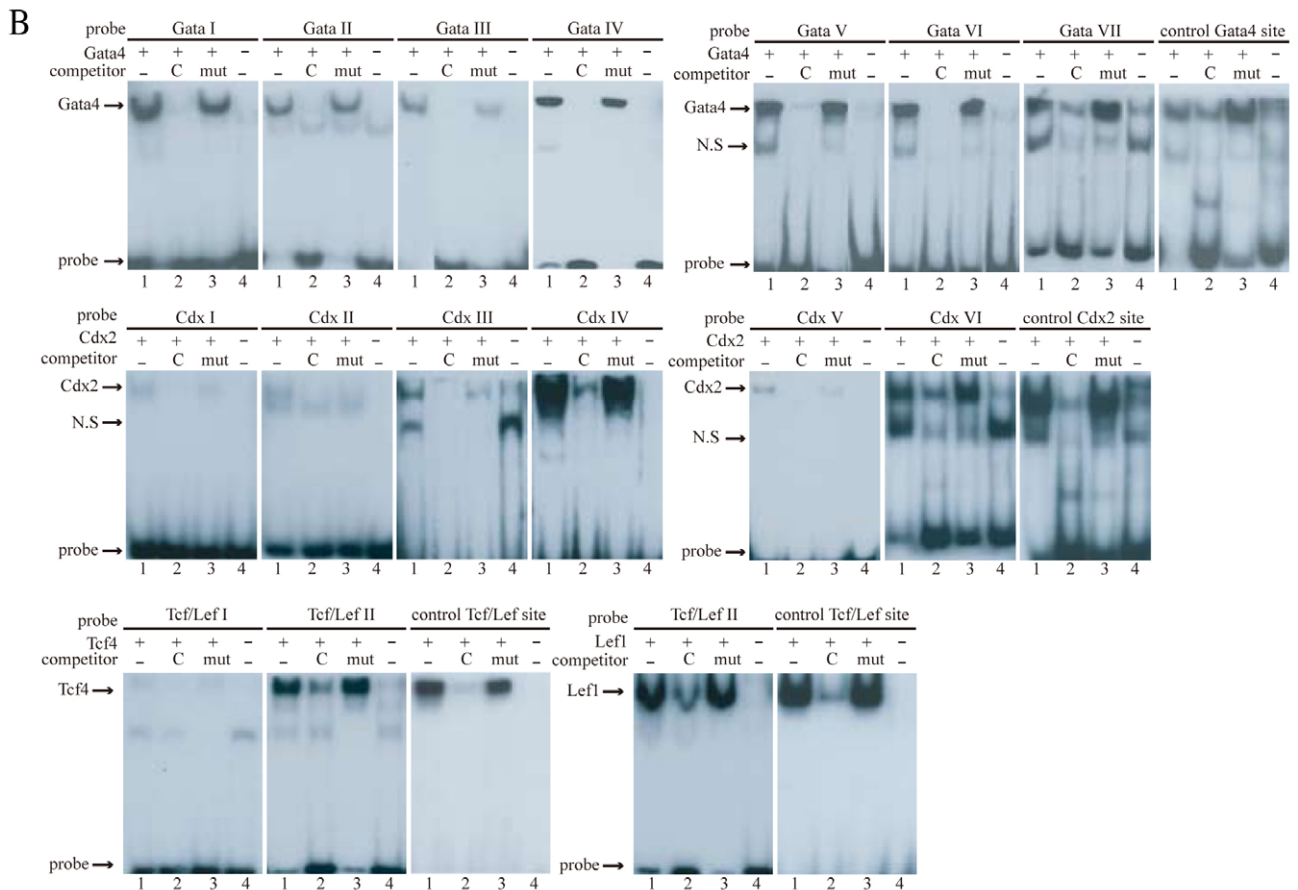 B
probe Gata I Gata II Gata III Gata IV
Gata4 + + + − + + + − + + + − + + + −
competitor − C mut − − C mut − − C mut − − C mut −
Gata4→
probe→
1 2 3 4 1 2 3 4 1 2 3 4 1 2 3 4
probe Gata V Gata VI Gata VII control Gata4 site
Gata4 + + + − + + + − + + + − + + + −
competitor − C mut − − C mut − − C mut − − C mut −
Gata4→
N.S→
probe→
1 2 3 4 1 2 3 4 1 2 3 4 1 2 3 4
probe Cdx I Cdx II Cdx III Cdx IV
Cdx2 + + + − + + + − + + + − + + + −
competitor − C mut − − C mut − − C mut − − C mut −
Cdx2→
N.S→
probe→
1 2 3 4 1 2 3 4 1 2 3 4 1 2 3 4
probe Cdx V Cdx VI control Cdx2 site
Cdx2 + + + − + + + − + + + −
competitor − C mut − − C mut − − C mut −
Cdx2→
N.S→
probe→
1 2 3 4 1 2 3 4 1 2 3 4
probe Tcf/Lef I Tcf/Lef II control Tcf/Lef site
Tcf4 + + + − + + + − + + + −
competitor − C mut − − C mut − − C mut −
Tcf4→
probe→
1 2 3 4 1 2 3 4 1 2 3 4
probe Tcf/Lef II control Tcf/Lef site
Lef1 + + + − + + + −
competitor − C mut − − C mut −
Lef1→
probe→
1 2 3 4 1 2 3 4